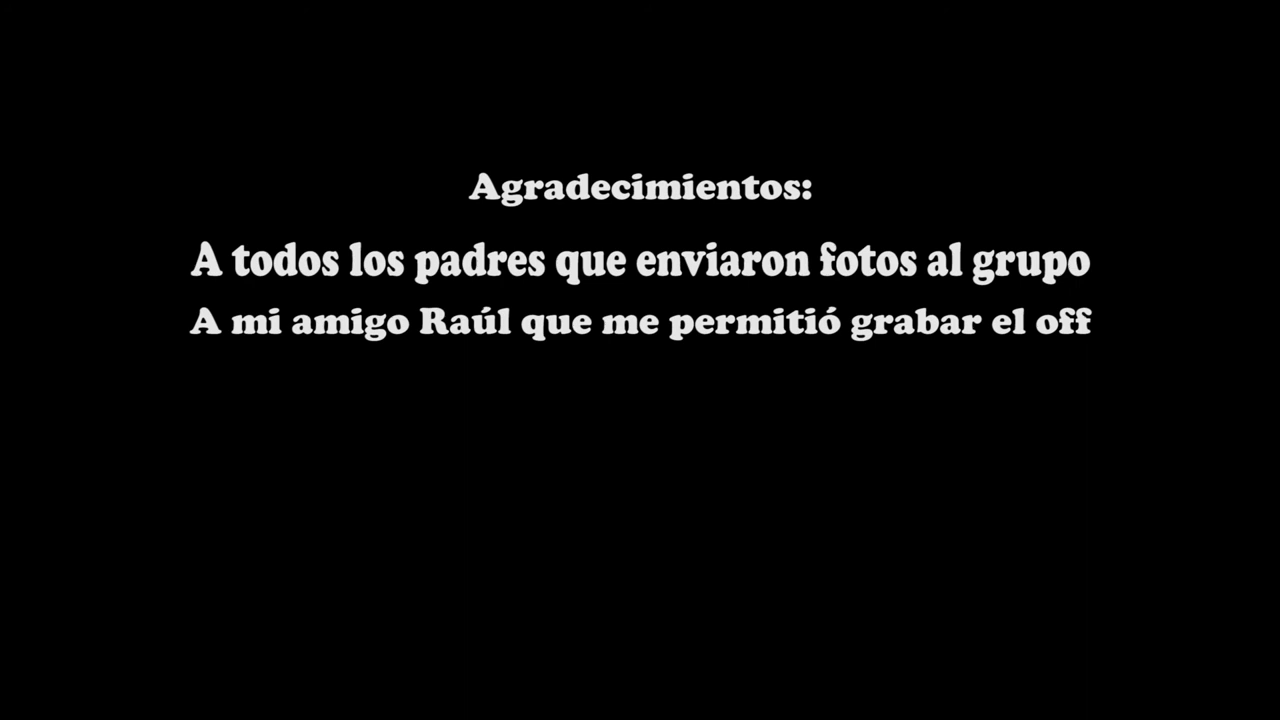 Agradecimientos:
A todos los padres que enviaron fotos al grupo
A mi amigo Raúl que me permitió grabar el off